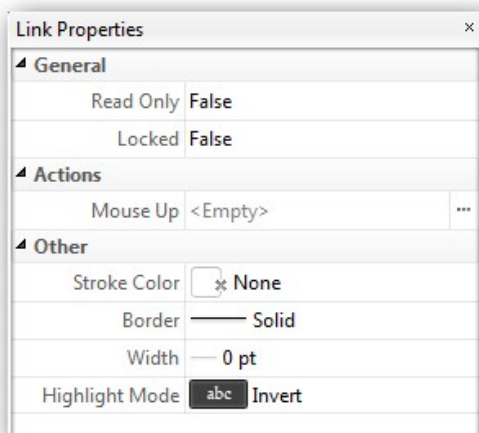 Link Properties
General
Read Only False
Locked False
Actions
Mouse Up <Empty> ...
Other
Stroke Color None
Border Solid
Width 0 pt
Highlight Mode abc Invert